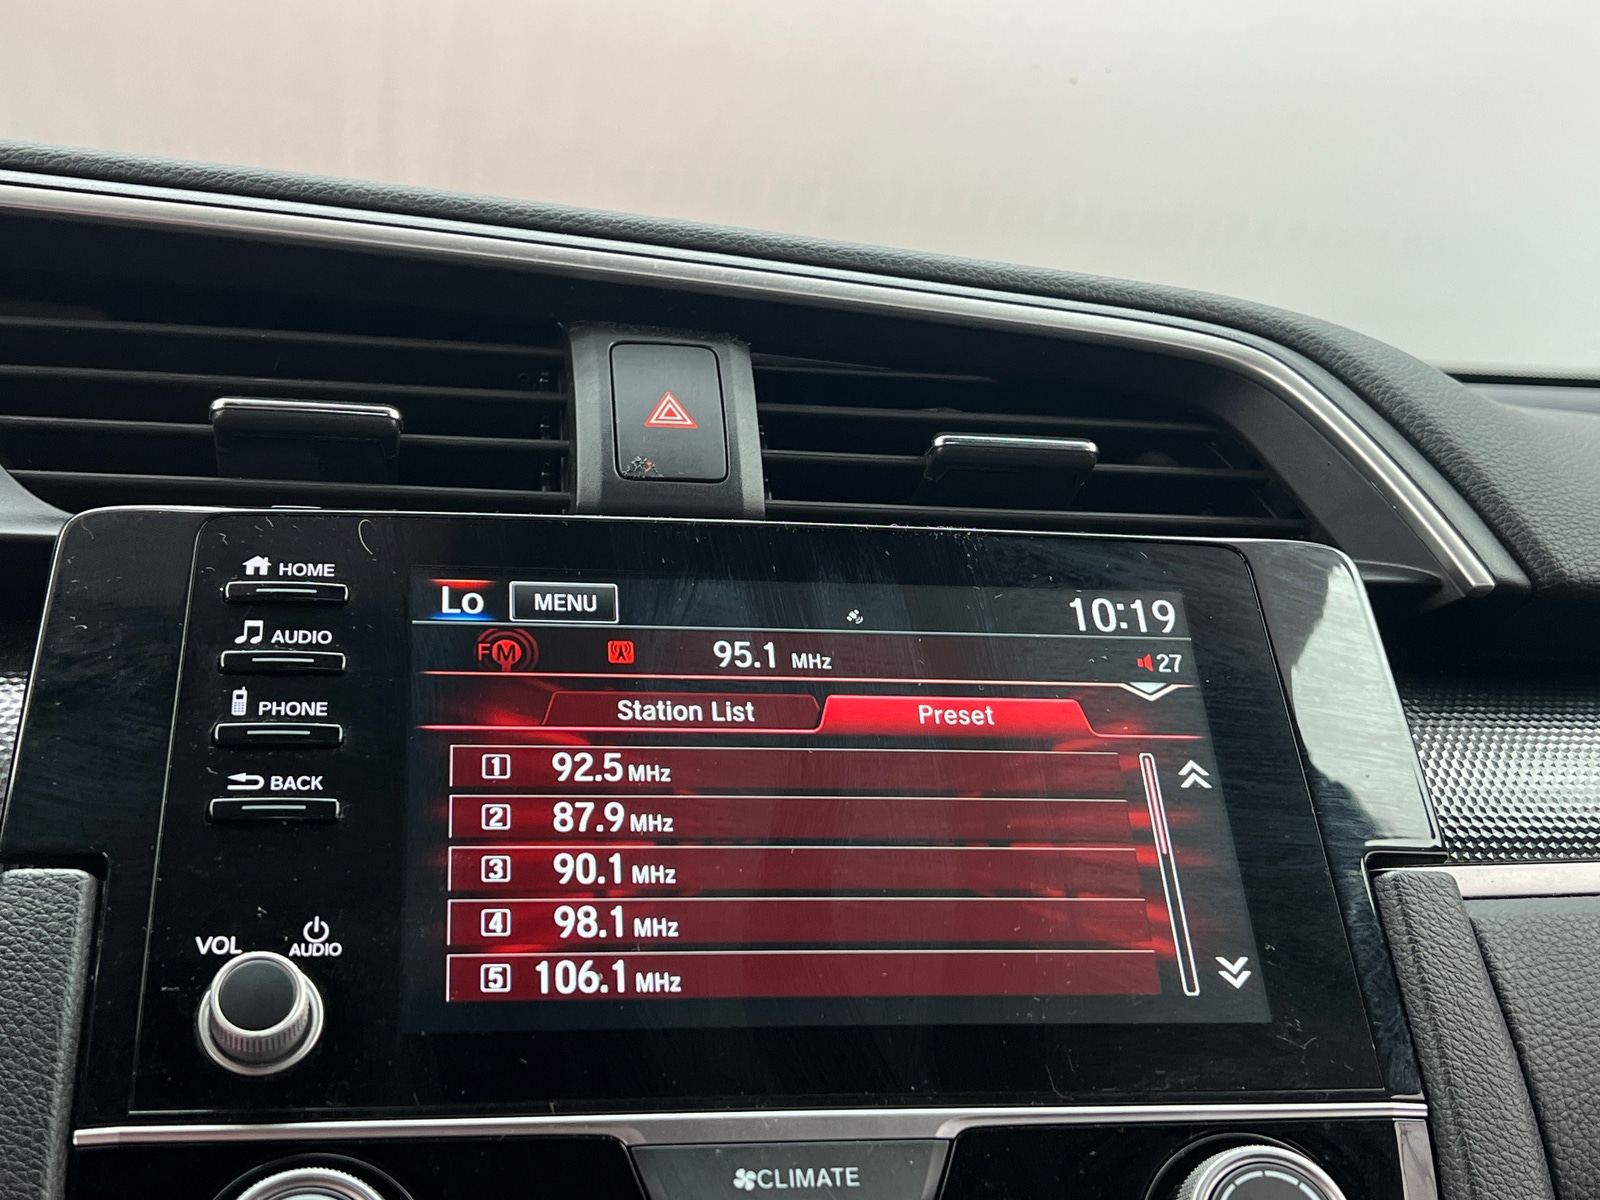 HOME
AUDIO
PHONE
BACK
VOL
AUDIO
Lo MENU 10:19
FM 95.1 MHz 27
Station List Preset
1 92.5 MHz
2 87.9 MHz
3 90.1 MHz
4 98.1 MHz
5 106.1 MHz
CLIMATE